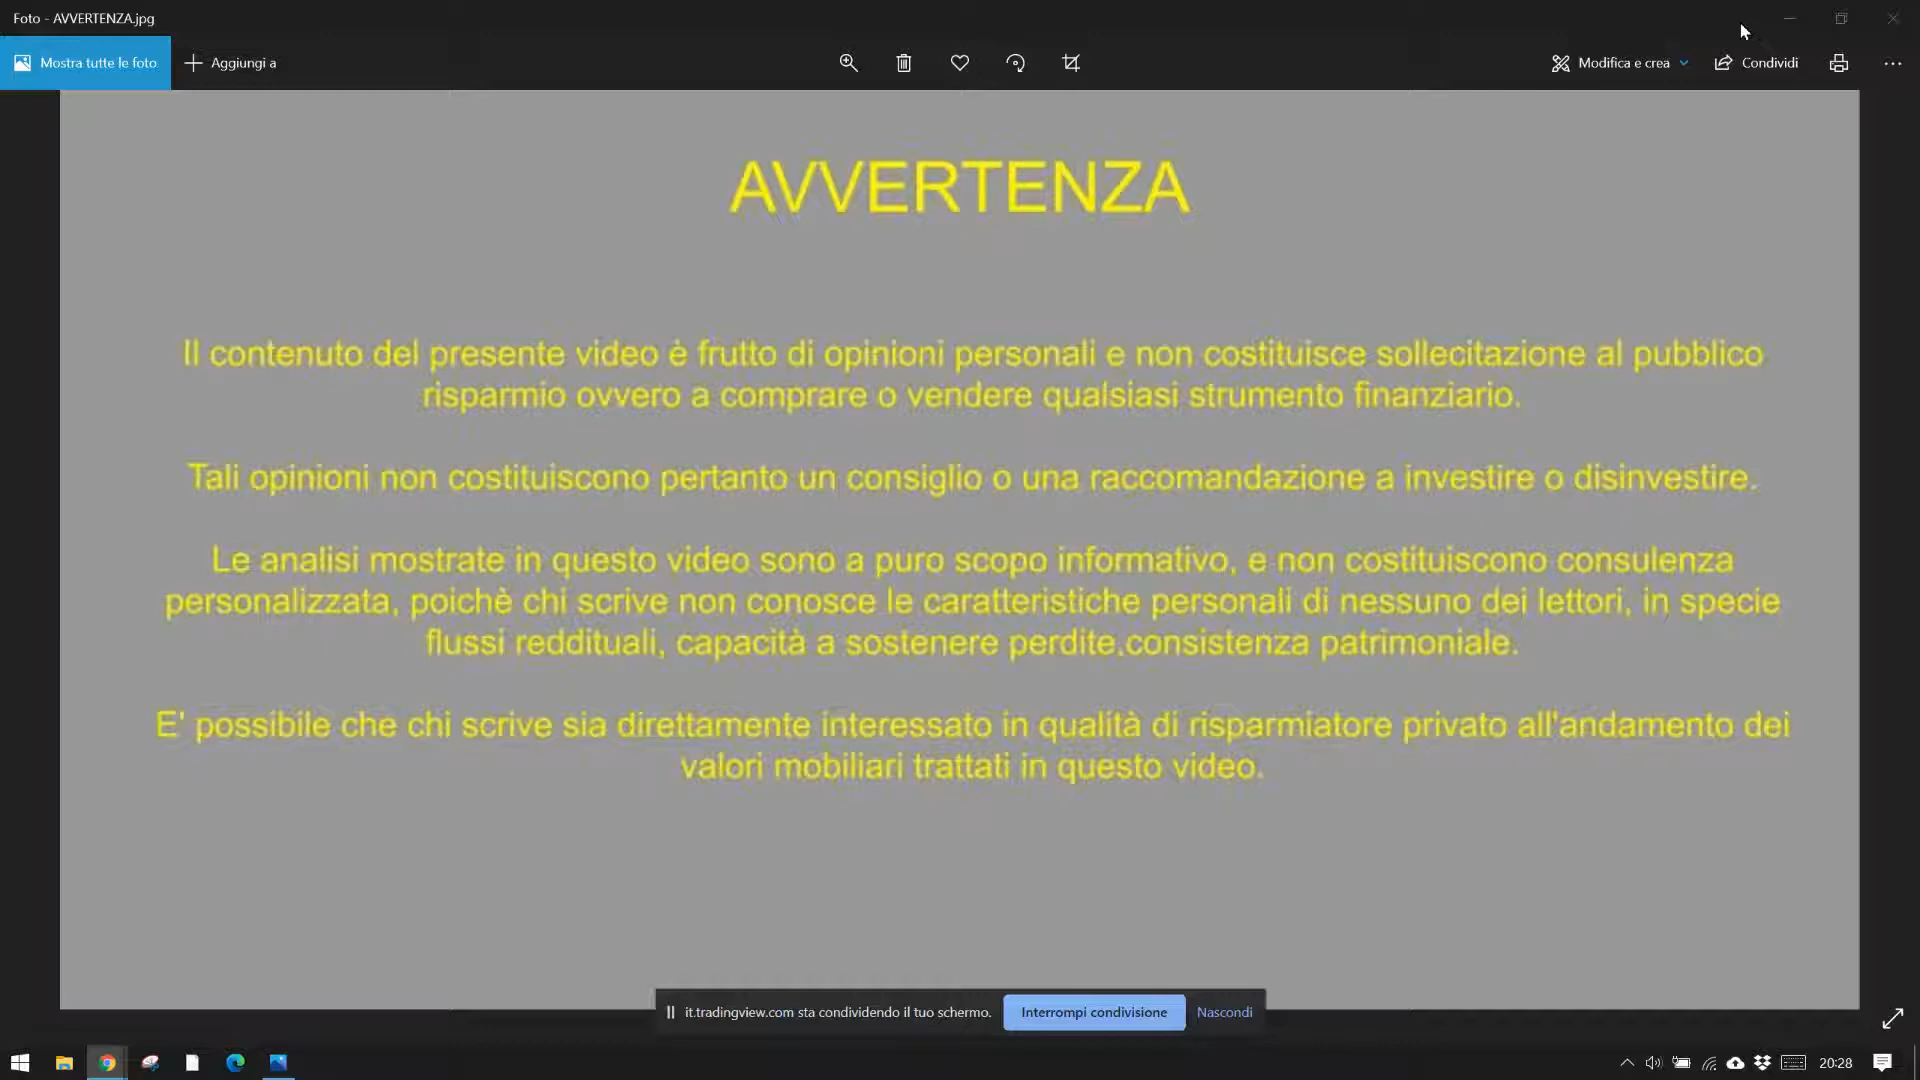 Foto - AVVERTENZA.jpg
Mostra tutte le foto
Aggiungi a
Modifica e crea
Condividi
AVVERTENZA
Il contenuto del presente video è frutto di opinioni personali e non costituisce sollecitazione al pubblico
risparmio ovvero a comprare o vendere qualsiasi strumento finanziario.
Tali opinioni non costituiscono pertanto un consiglio o una raccomandazione a investire o disinvestire.
Le analisi mostrate in questo video sono a puro scopo informativo, e non costituiscono consulenza
personalizzata, poichè chi scrive non conosce le caratteristiche personali di nessuno dei lettori, in specie
flussi reddituali, capacità a sostenere perdite.consistenza patrimoniale.
E' possibile che chi scrive sia direttamente interessato in qualità di risparmiatore privato all'andamento dei
valori mobiliari trattati in questo video.
it.tradingview.com sta condividendo il tuo schermo.
Interrompi condivisione
Nascondi
20:28